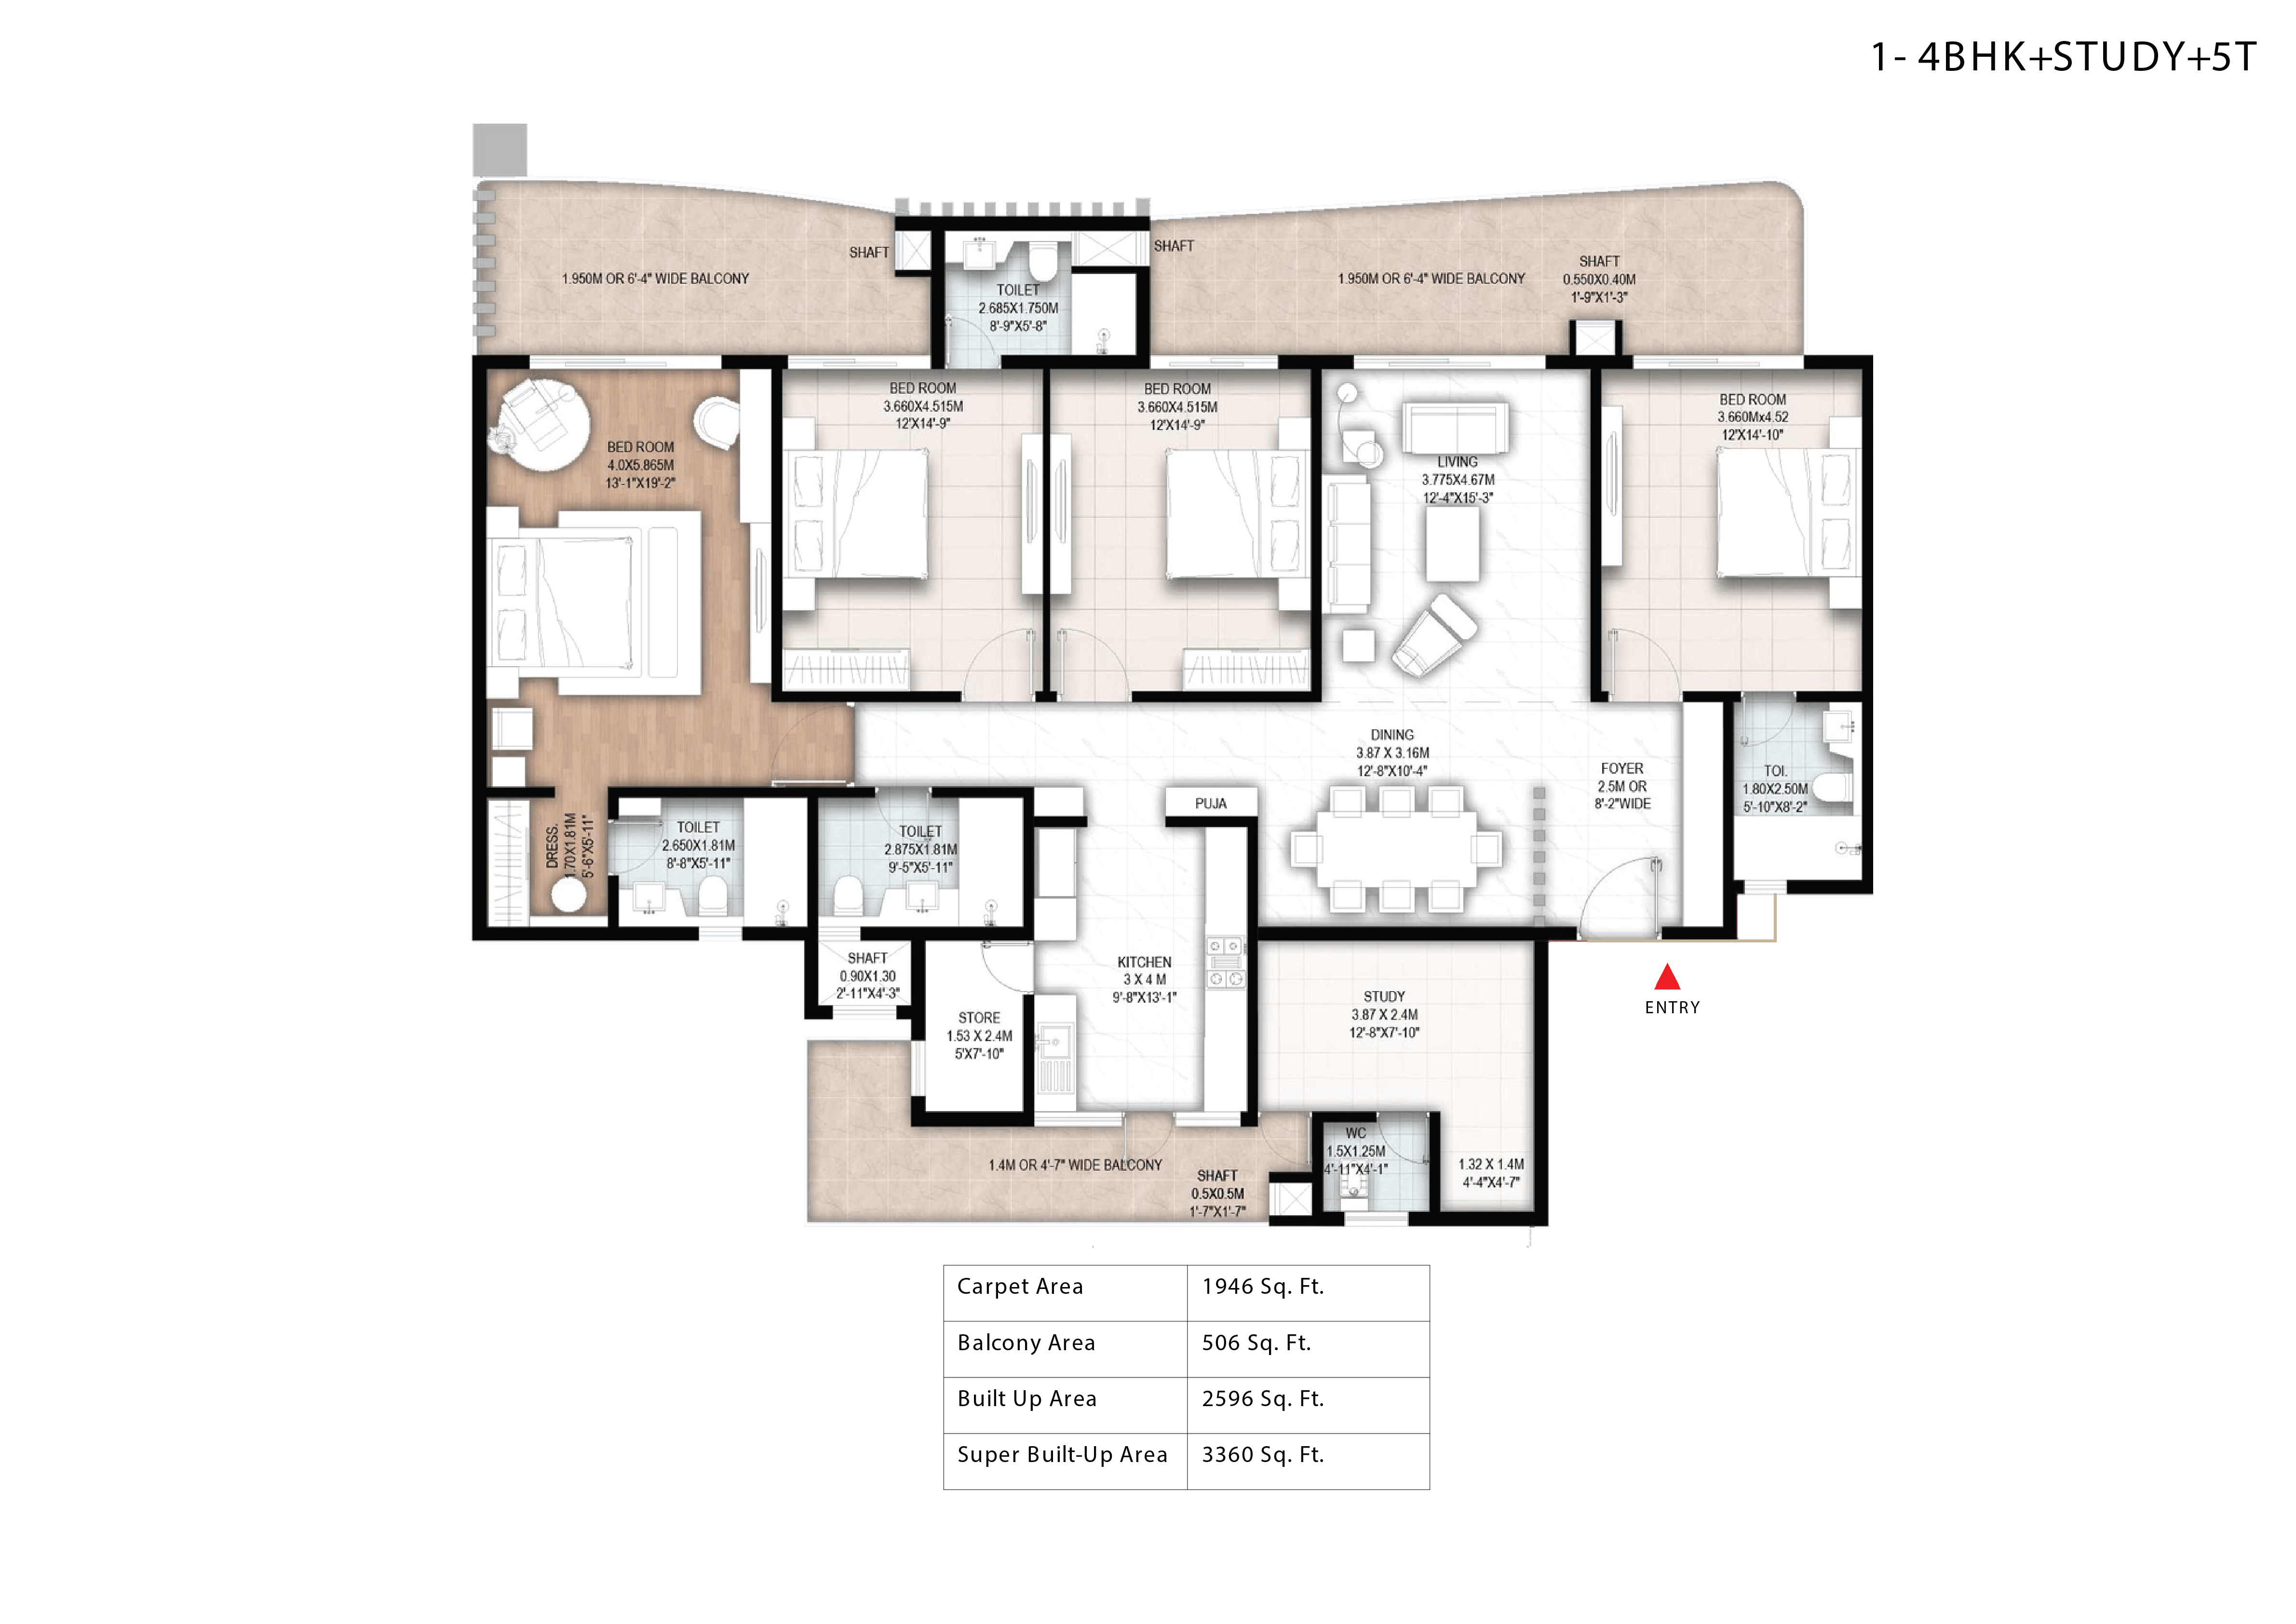 1- 4BHK+STUDY+5T
SHAFT
1.950M OR 6'-4" WIDE BALCONY
TOILET
2.685X1.750M
8'-9"X5'-8"
SHAFT
1.950M OR 6'-4" WIDE BALCONY
SHAFT
0.550X0.40M
1'-9"X1'-3"
BED ROOM
4.0X5.865M
13'-1"X19'-2"
BED ROOM
3.660X4.515M
12'X14'-9"
BED ROOM
3.660X4.515M
12'X14'-9"
LIVING
3.775X4.67M
12'-4"X15'-3"
BED ROOM
3.660Mx4.52
12'X14'-10"
DINING
3.87 X 3.16M
12'-8"X10'-4"
FOYER
2.5M OR
8'-2"WIDE
TOI.
1.80X2.50M
5'-10"X8'-2"
DRESS.
1.70X1.81M
5'-6"X5'-11"
TOILET
2.650X1.81M
8'-8"X5'-11"
TOILET
2.875X1.81M
9'-5"X5'-11"
PUJA
SHAFT
0.90X1.30
2'-11"X4'-3"
STORE
1.53 X 2.4M
5'X7'-10"
KITCHEN
3 X 4 M
9'-8"X13'-1"
STUDY
3.87 X 2.4M
12'-8"X7'-10"
ENTRY
1.4M OR 4'-7" WIDE BALCONY
SHAFT
0.5X0.5M
1'-7"X1'-7"
WC
1.5X1.25M
4'-11"X4'-1"
1.32 X 1.4M
4'-4"X4'-7"
Carpet Area 1946 Sq. Ft.
Balcony Area 506 Sq. Ft.
Built Up Area 2596 Sq. Ft.
Super Built-Up Area 3360 Sq. Ft.